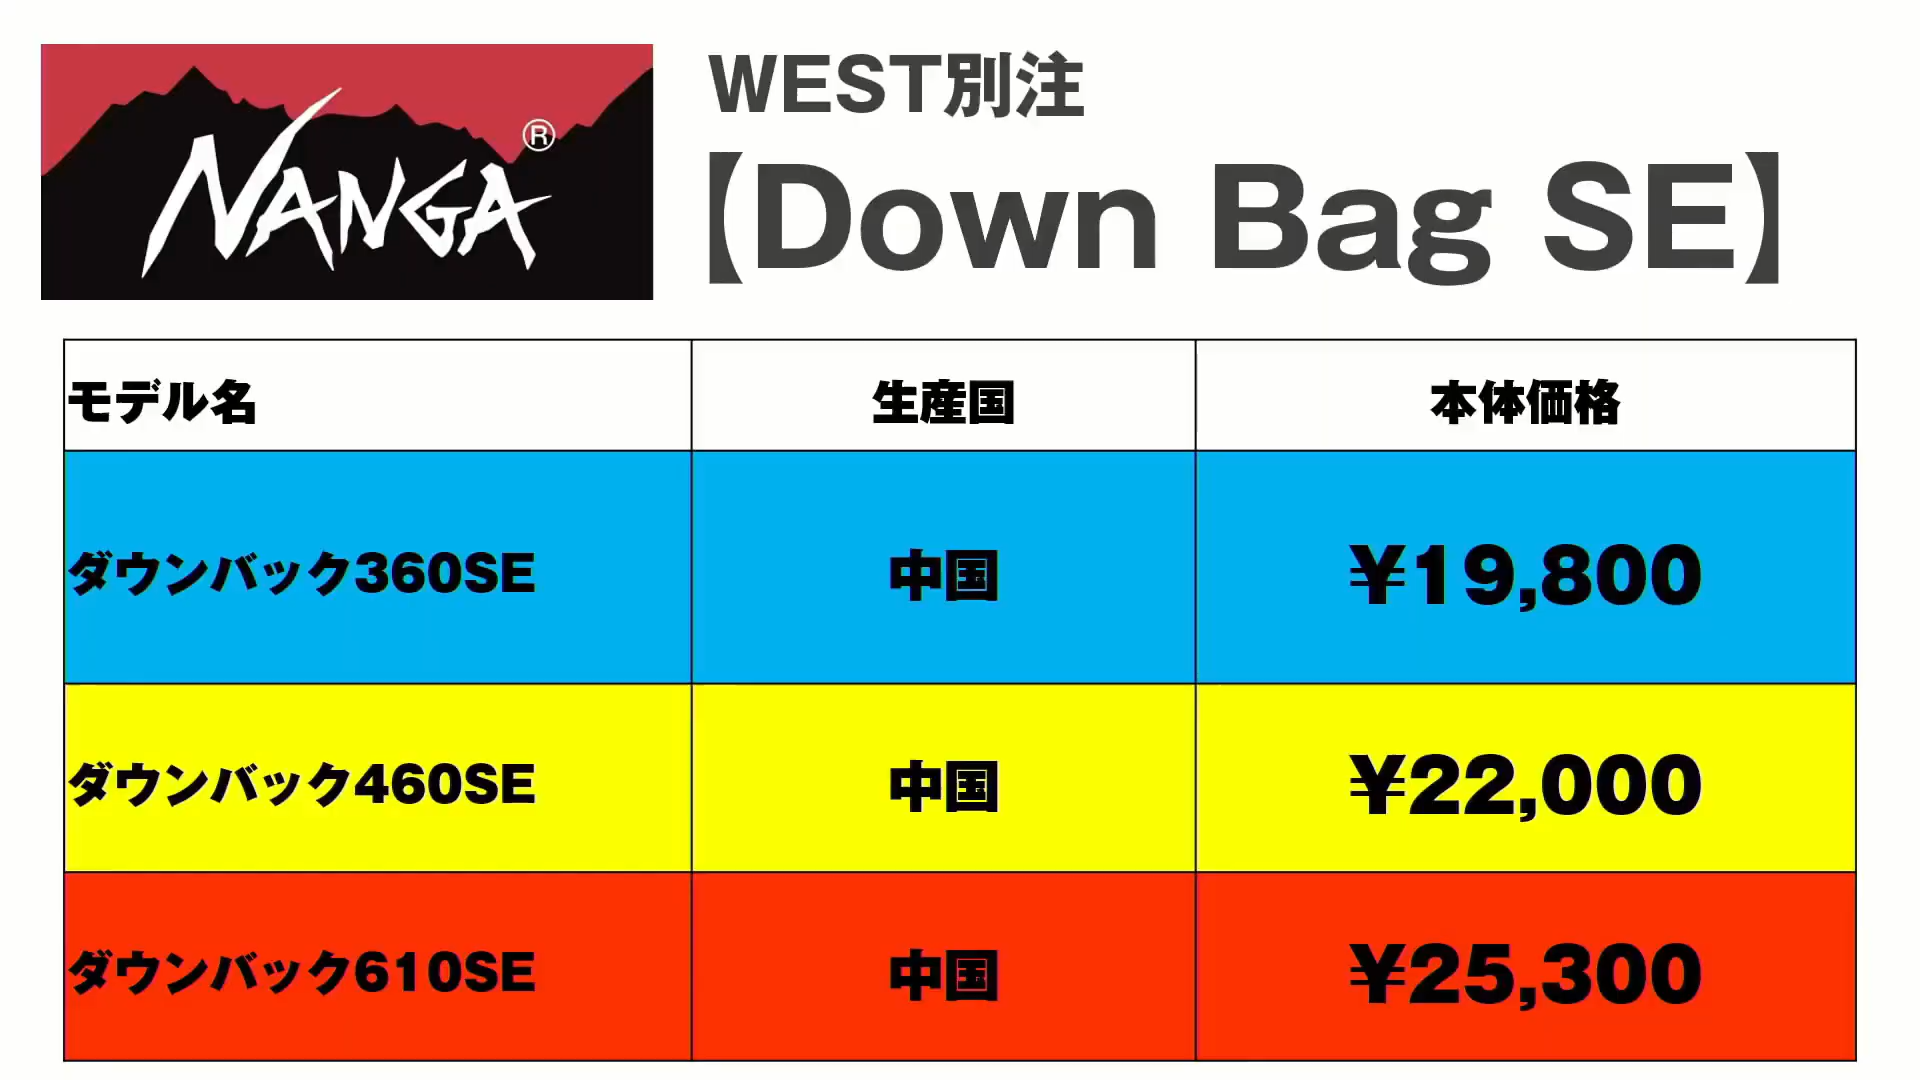 NANGA®
WEST別注
【Down Bag SE】
モデル名 生産国 本体価格
ダウンバック360SE 中国 ¥19,800
ダウンバック460SE 中国 ¥22,000
ダウンバック610SE 中国 ¥25,300